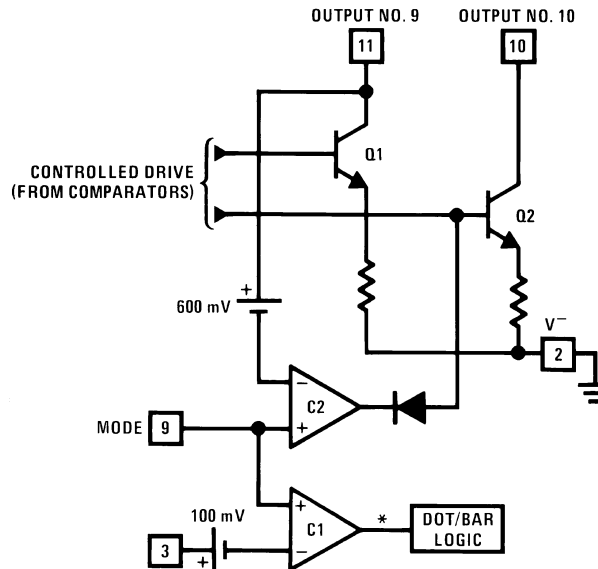 OUTPUT NO. 9
OUTPUT NO. 10
11
10
Q1
CONTROLLED DRIVE
(FROM COMPARATORS)
Q2
+
600 mV
V−
2
−
C2
+
MODE 9
100 mV
+
C1
−
*
DOT/BAR
LOGIC
3
+